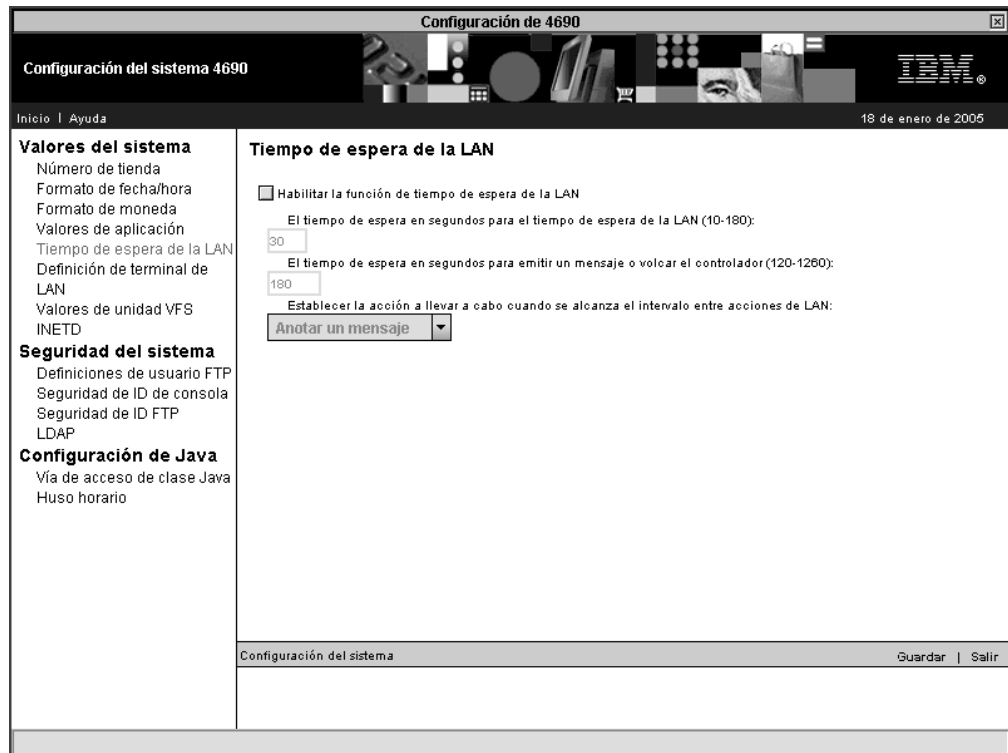 Configuración de 4690
Configuración del sistema 4690
IBM®
Inicio | Ayuda
18 de enero de 2005
Valores del sistema
Número de tienda
Formato de fecha/hora
Formato de moneda
Valores de aplicación
Tiempo de espera de la LAN
Definición de terminal de
LAN
Valores de unidad VFS
INETD
Seguridad del sistema
Definiciones de usuario FTP
Seguridad de ID de consola
Seguridad de ID FTP
LDAP
Configuración de Java
Vía de acceso de clase Java
Huso horario
Tiempo de espera de la LAN
Habilitar la función de tiempo de espera de la LAN
El tiempo de espera en segundos para el tiempo de espera de la LAN (10-180):
30
El tiempo de espera en segundos para emitir un mensaje o volcar el controlador (120-1260):
180
Establecer la acción a llevar a cabo cuando se alcanza el intervalo entre acciones de LAN:
Anotar un mensaje
Configuración del sistema
Guardar | Salir